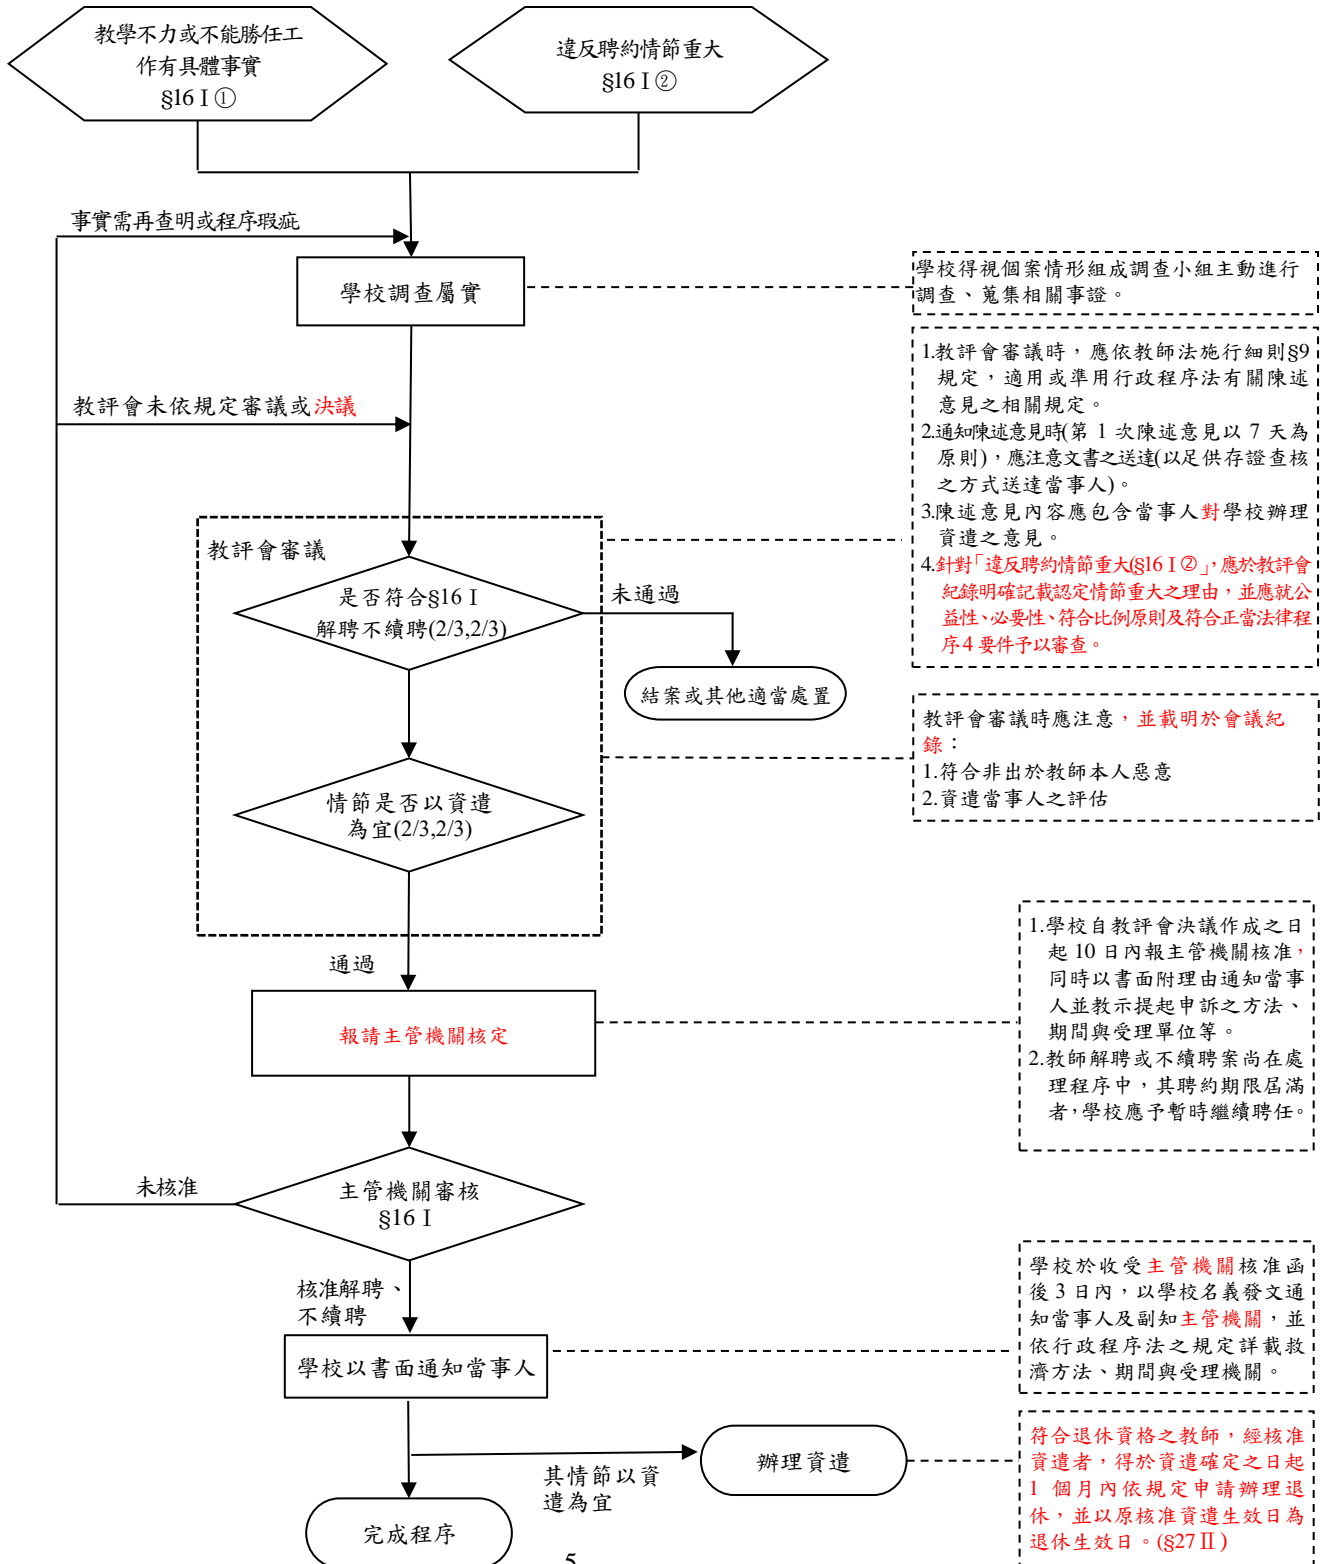 教學不力或不能勝任工
作有具體事實
§16 I ①
違反聘約情節重大
§16 I ②
事實需再查明或程序瑕疵
學校調查屬實
學校得視個案情形組成調查小組主動進行
調查、蒐集相關事證。
教評會未依規定審議或決議
1.教評會審議時，應依教師法施行細則§9
規定，適用或準用行政程序法有關陳述
意見之相關規定。
2.通知陳述意見時(第 1 次陳述意見以 7 天為
原則)，應注意文書之送達(以足供存證查核
之方式送達當事人)。
3.陳述意見內容應包含當事人對學校辦理
資遣之意見。
4.針對「違反聘約情節重大(§16 I ②」，應於教評會
紀錄明確記載認定情節重大之理由，並應就公
益性、必要性、符合比例原則及符合正當法律程
序 4 要件予以審查。
教評會審議
是否符合§16 I
解聘不續聘(2/3,2/3)
未通過
結案或其他適當處置
教評會審議時應注意，並載明於會議紀
錄：
1.符合非出於教師本人惡意
2.資遣當事人之評估
情節是否以資遣
為宜(2/3,2/3)
通過
報請主管機關核定
1.學校自教評會決議作成之日
起 10 日內報主管機關核准，
同時以書面附理由通知當事
人並教示提起申訴之方法、
期間與受理單位等。
2.教師解聘或不續聘案尚在處
理程序中，其聘約期限屆滿
者，學校應予暫時繼續聘任。
未核准
主管機關審核
§16 I
核准解聘、
不續聘
學校以書面通知當事人
學校於收受主管機關核准函
後 3 日內，以學校名義發文通
知當事人及副知主管機關，並
依行政程序法之規定詳載救
濟方法、期間與受理機關。
其情節以資
遣為宜
辦理資遣
符合退休資格之教師，經核准
資遣者，得於資遣確定之日起
1 個月內依規定申請辦理退
休，並以原核准資遣生效日為
退休生效日。(§27 II )
完成程序
5